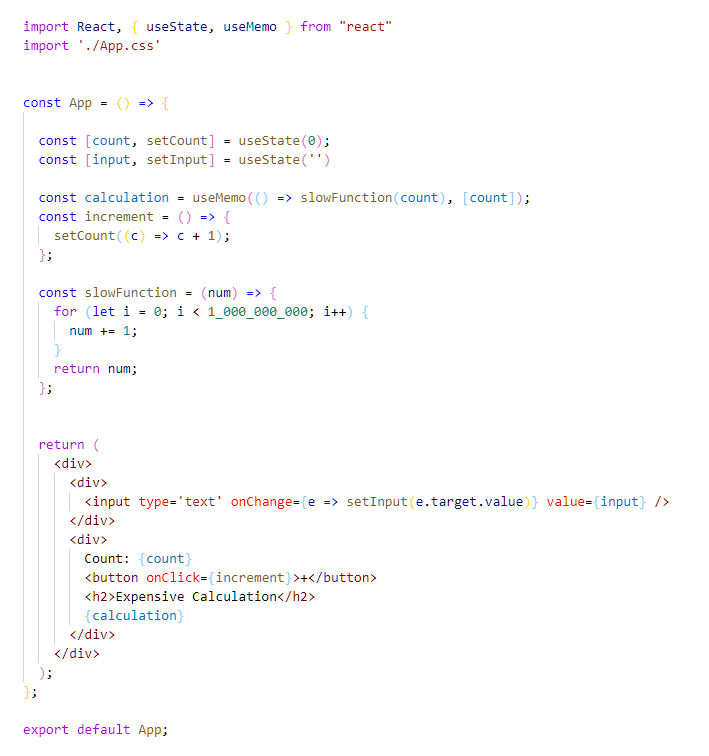 import React, { useState, useMemo } from "react"
import './App.css'
const App = () => {
const [count, setCount] = useState(0);
const [input, setInput] = useState('')
const calculation = useMemo(() => slowFunction(count), [count]);
const increment = () => {
setCount((c) => c + 1);
};
const slowFunction = (num) => {
for (let i = 0; i < 1_000_000_000; i++) {
num += 1;
}
return num;
};
return (
<div>
<div>
<input type='text' onChange={e => setInput(e.target.value)} value={input} />
</div>
<div>
Count: {count}
<button onClick={increment}>+</button>
<h2>Expensive Calculation</h2>
{calculation}
</div>
</div>
);
};
export default App;